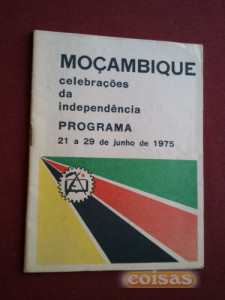 MOÇAMBIQUE
celebrações
da
independência
PROGRAMA
21 a 29 de junho de 1975
coisas